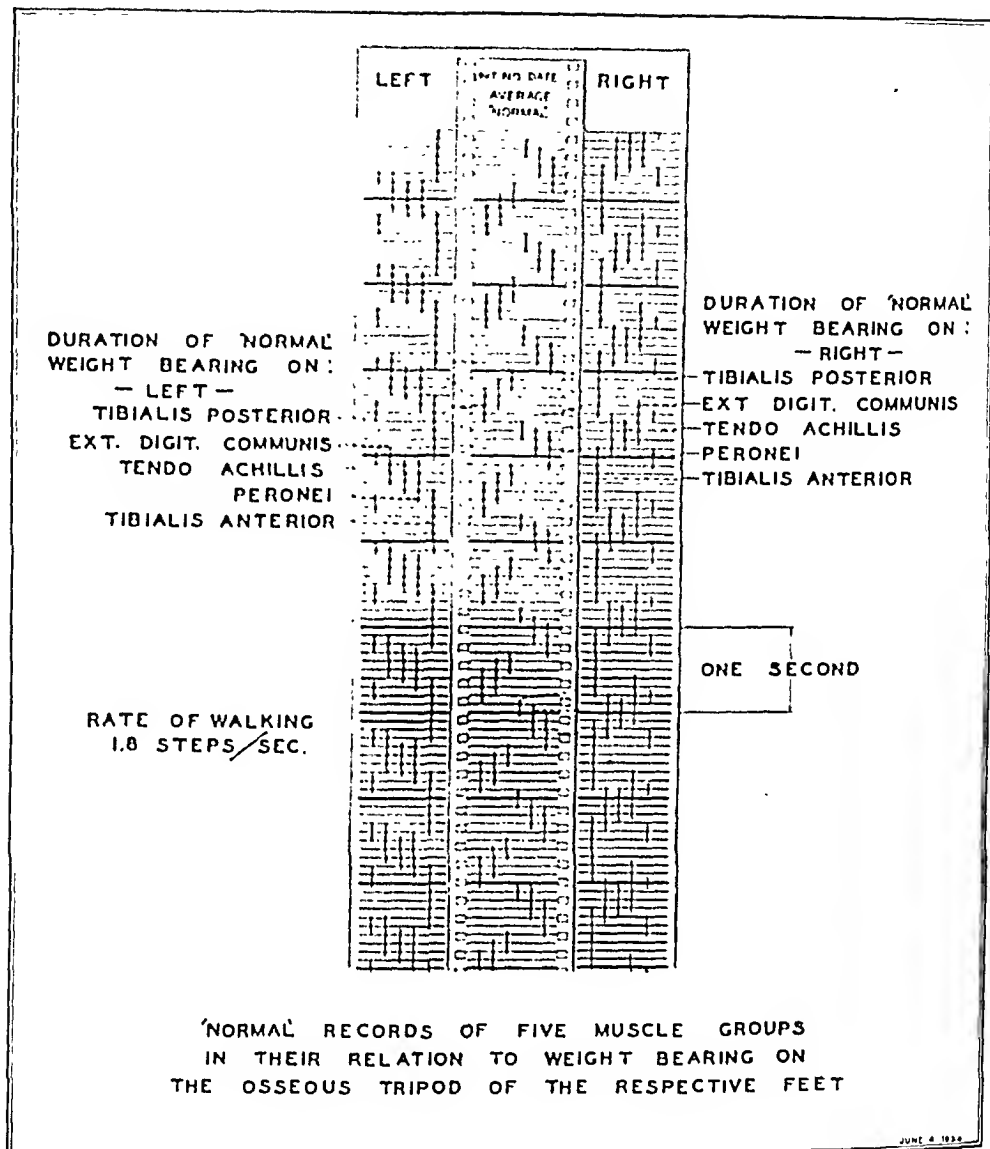 LEFT
AVERAGE
'NORMAL'
RIGHT
DURATION OF 'NORMAL'
WEIGHT BEARING ON:
— LEFT —
TIBIALIS POSTERIOR
EXT. DIGIT. COMMUNIS
TENDO ACHILLIS
PERONEI
TIBIALIS ANTERIOR
DURATION OF 'NORMAL'
WEIGHT BEARING ON:
— RIGHT —
TIBIALIS POSTERIOR
EXT DIGIT. COMMUNIS
TENDO ACHILLIS
PERONEI
TIBIALIS ANTERIOR
ONE SECOND
RATE OF WALKING
1.8 STEPS/SEC.
'NORMAL' RECORDS OF FIVE MUSCLE GROUPS
IN THEIR RELATION TO WEIGHT BEARING ON
THE OSSEOUS TRIPOD OF THE RESPECTIVE FEET
JUNE 4 1934